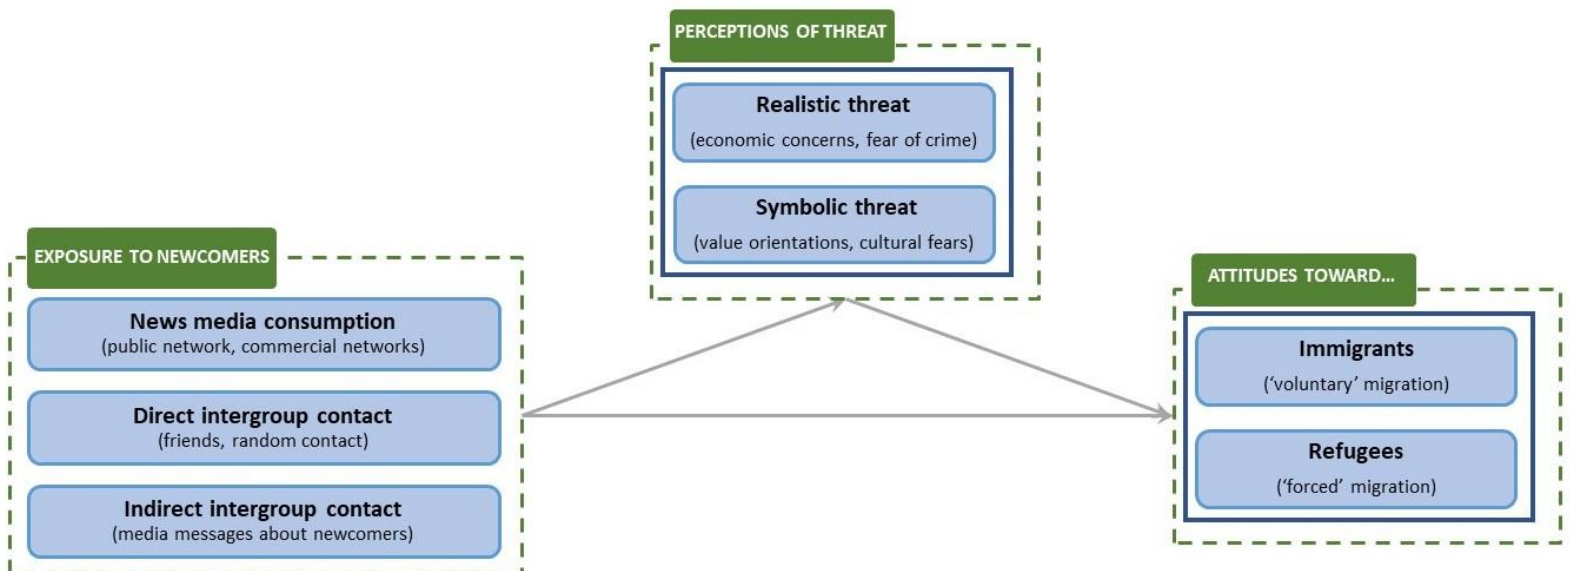 PERCEPTIONS OF THREAT
Realistic threat
(economic concerns, fear of crime)
Symbolic threat
(value orientations, cultural fears)
EXPOSURE TO NEWCOMERS
News media consumption
(public network, commercial networks)
Direct intergroup contact
(friends, random contact)
Indirect intergroup contact
(media messages about newcomers)
ATTITUDES TOWARD...
Immigrants
(‘voluntary’ migration)
Refugees
(‘forced’ migration)